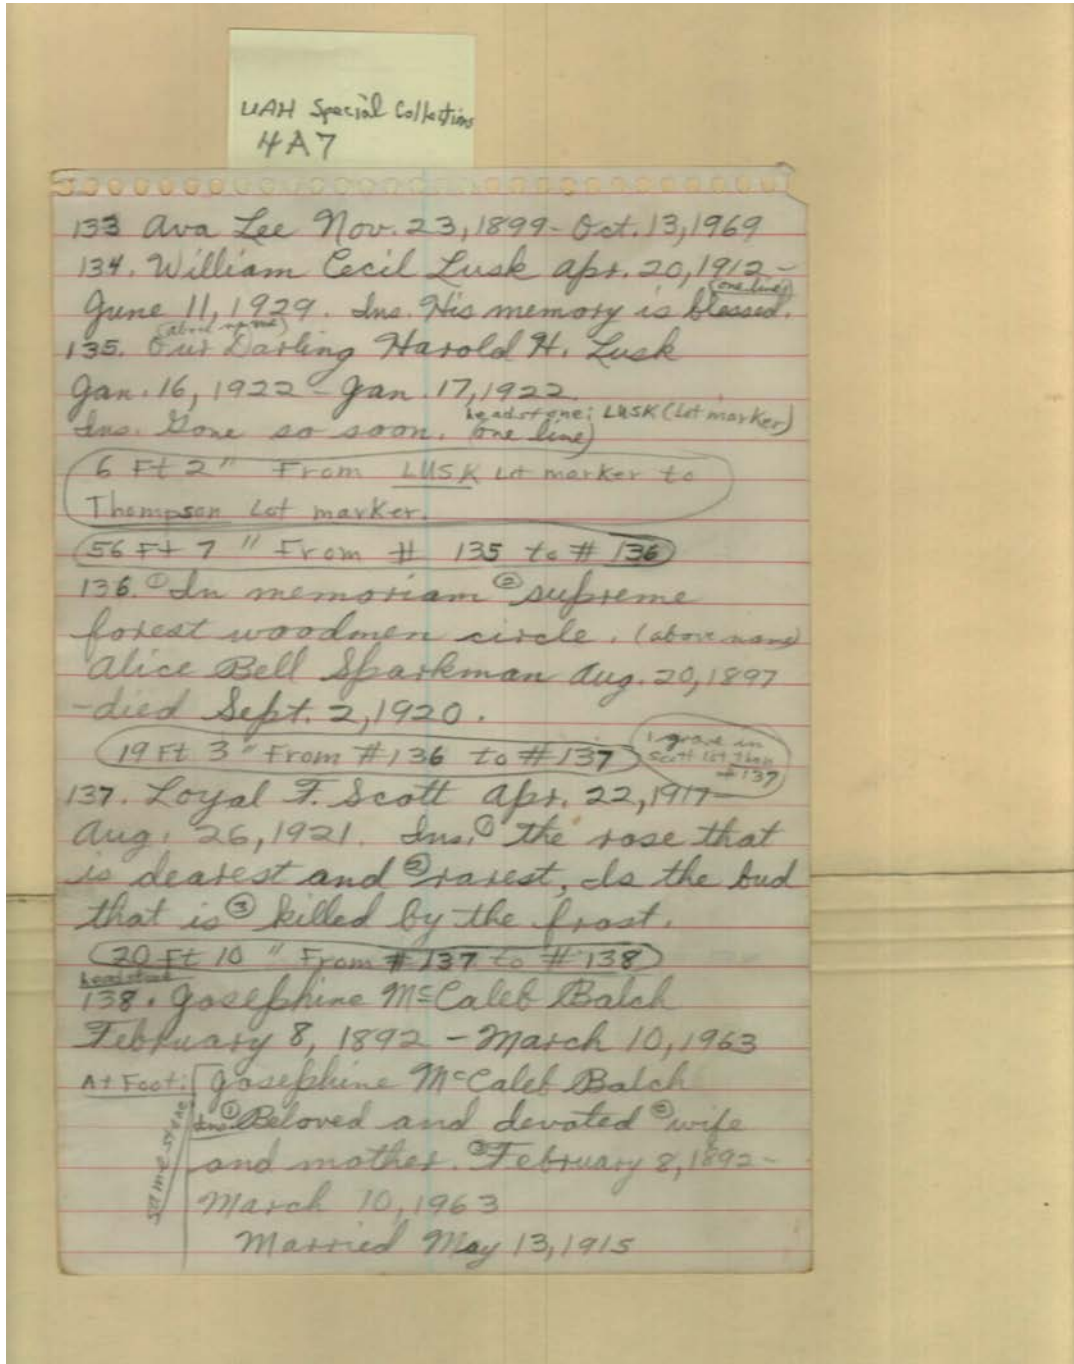 UAH Special Collections
4A7
133 Ava Lee Nov. 23, 1899 - Oct. 13, 1969
134. William Cecil Lusk Apr. 20, 1912 -
(one line)
June 11, 1929. Ins. His memory is blessed.
(above name)
135. Our Darling Harold H. Lusk
Jan. 16, 1922 - Jan. 17, 1922
headstone: LUSK (Lot marker)
Ins. Gone so soon. (one line)
6 Ft 2" From LUSK Lot marker to
Thompson Lot marker.
56 Ft 7" From # 135 to # 136
136. ① In memoriam ② supreme
forest woodmen circle. (above name)
Alice Bell Sparkman Aug. 20, 1897
- died Sept. 2, 1920.
19 Ft 3" From # 136 to # 137
1 grave in
Scott lot then
# 137
137. Loyal F. Scott Apr. 22, 1917 -
Aug. 26, 1921. Ins. ① the rose that
is dearest and ② rarest, Is the bud
that is ③ killed by the frost.
20 Ft 10" From # 137 to # 138
headstone
138. Josephine McCaleb Balch
February 8, 1892 - March 10, 1963
At Foot: Josephine McCaleb Balch
Ins. ① Beloved and devoted ② wife
and mother. ③ February 8, 1892 -
March 10, 1963
Married May 13, 1915
same stone